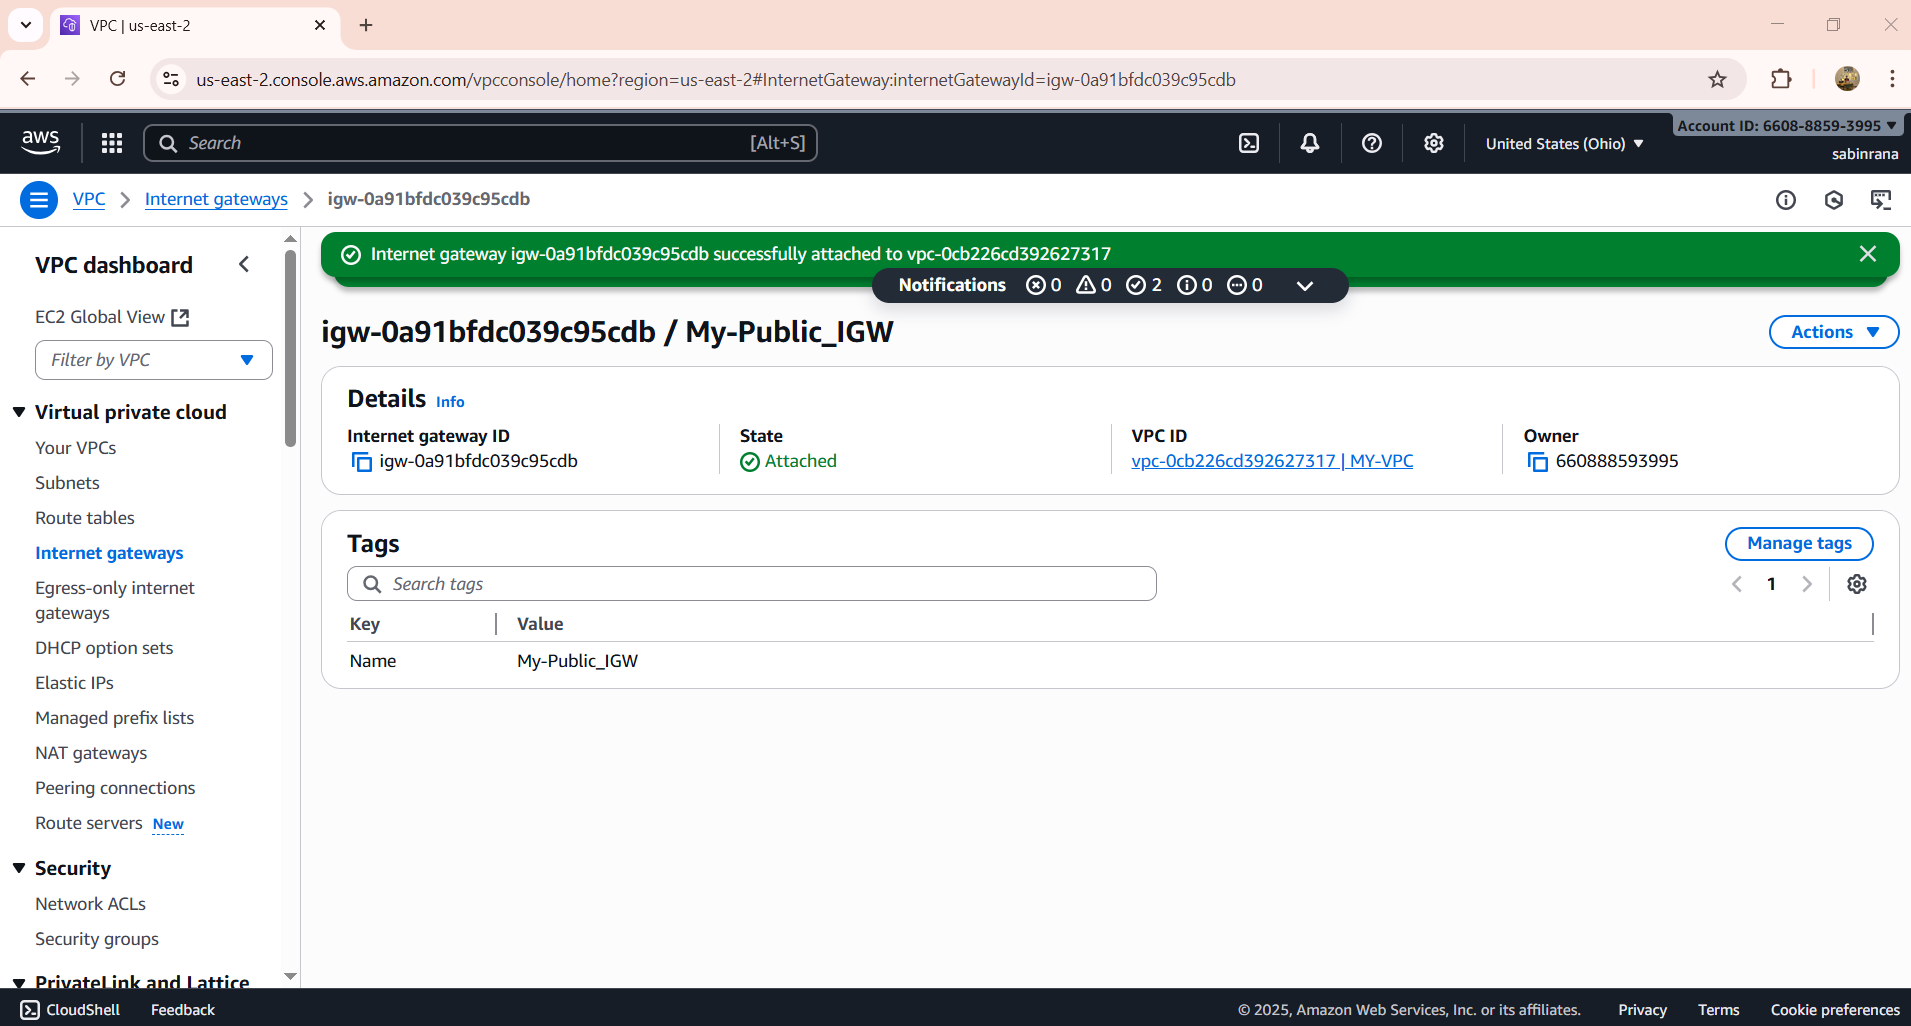 VPC | us-east-2
us-east-2.console.aws.amazon.com/vpcconsole/home?region=us-east-2#InternetGateway:internetGatewayId=igw-0a91bfdc039c95cdb
aws
Search
[Alt+S]
United States (Ohio)
Account ID: 6608-8859-3995
sabinrana
VPC
Internet gateways
igw-0a91bfdc039c95cdb
VPC dashboard
EC2 Global View
Filter by VPC
Virtual private cloud
Your VPCs
Subnets
Route tables
Internet gateways
Egress-only internet
gateways
DHCP option sets
Elastic IPs
Managed prefix lists
NAT gateways
Peering connections
Route servers New
Security
Network ACLs
Security groups
PrivateLink and Lattice
Internet gateway igw-0a91bfdc039c95cdb successfully attached to vpc-0cb226cd392627317
Notifications 0 0 2 0 0
igw-0a91bfdc039c95cdb / My-Public_IGW
Actions
Details Info
Internet gateway ID
igw-0a91bfdc039c95cdb
State
Attached
VPC ID
vpc-0cb226cd392627317 | MY-VPC
Owner
660888593995
Tags
Manage tags
Search tags
1
Key Value
Name My-Public_IGW
CloudShell
Feedback
© 2025, Amazon Web Services, Inc. or its affiliates.
Privacy
Terms
Cookie preferences